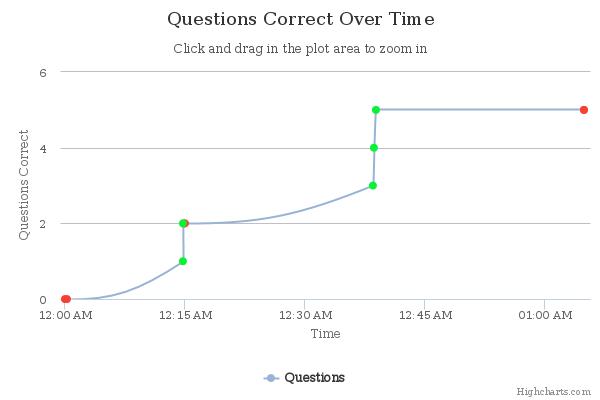 Questions Correct Over Time
Click and drag in the plot area to zoom in
Questions Correct
6
4
2
0
12:00 AM 12:15 AM 12:30 AM 12:45 AM 01:00 AM
Time
Questions
Highcharts.com